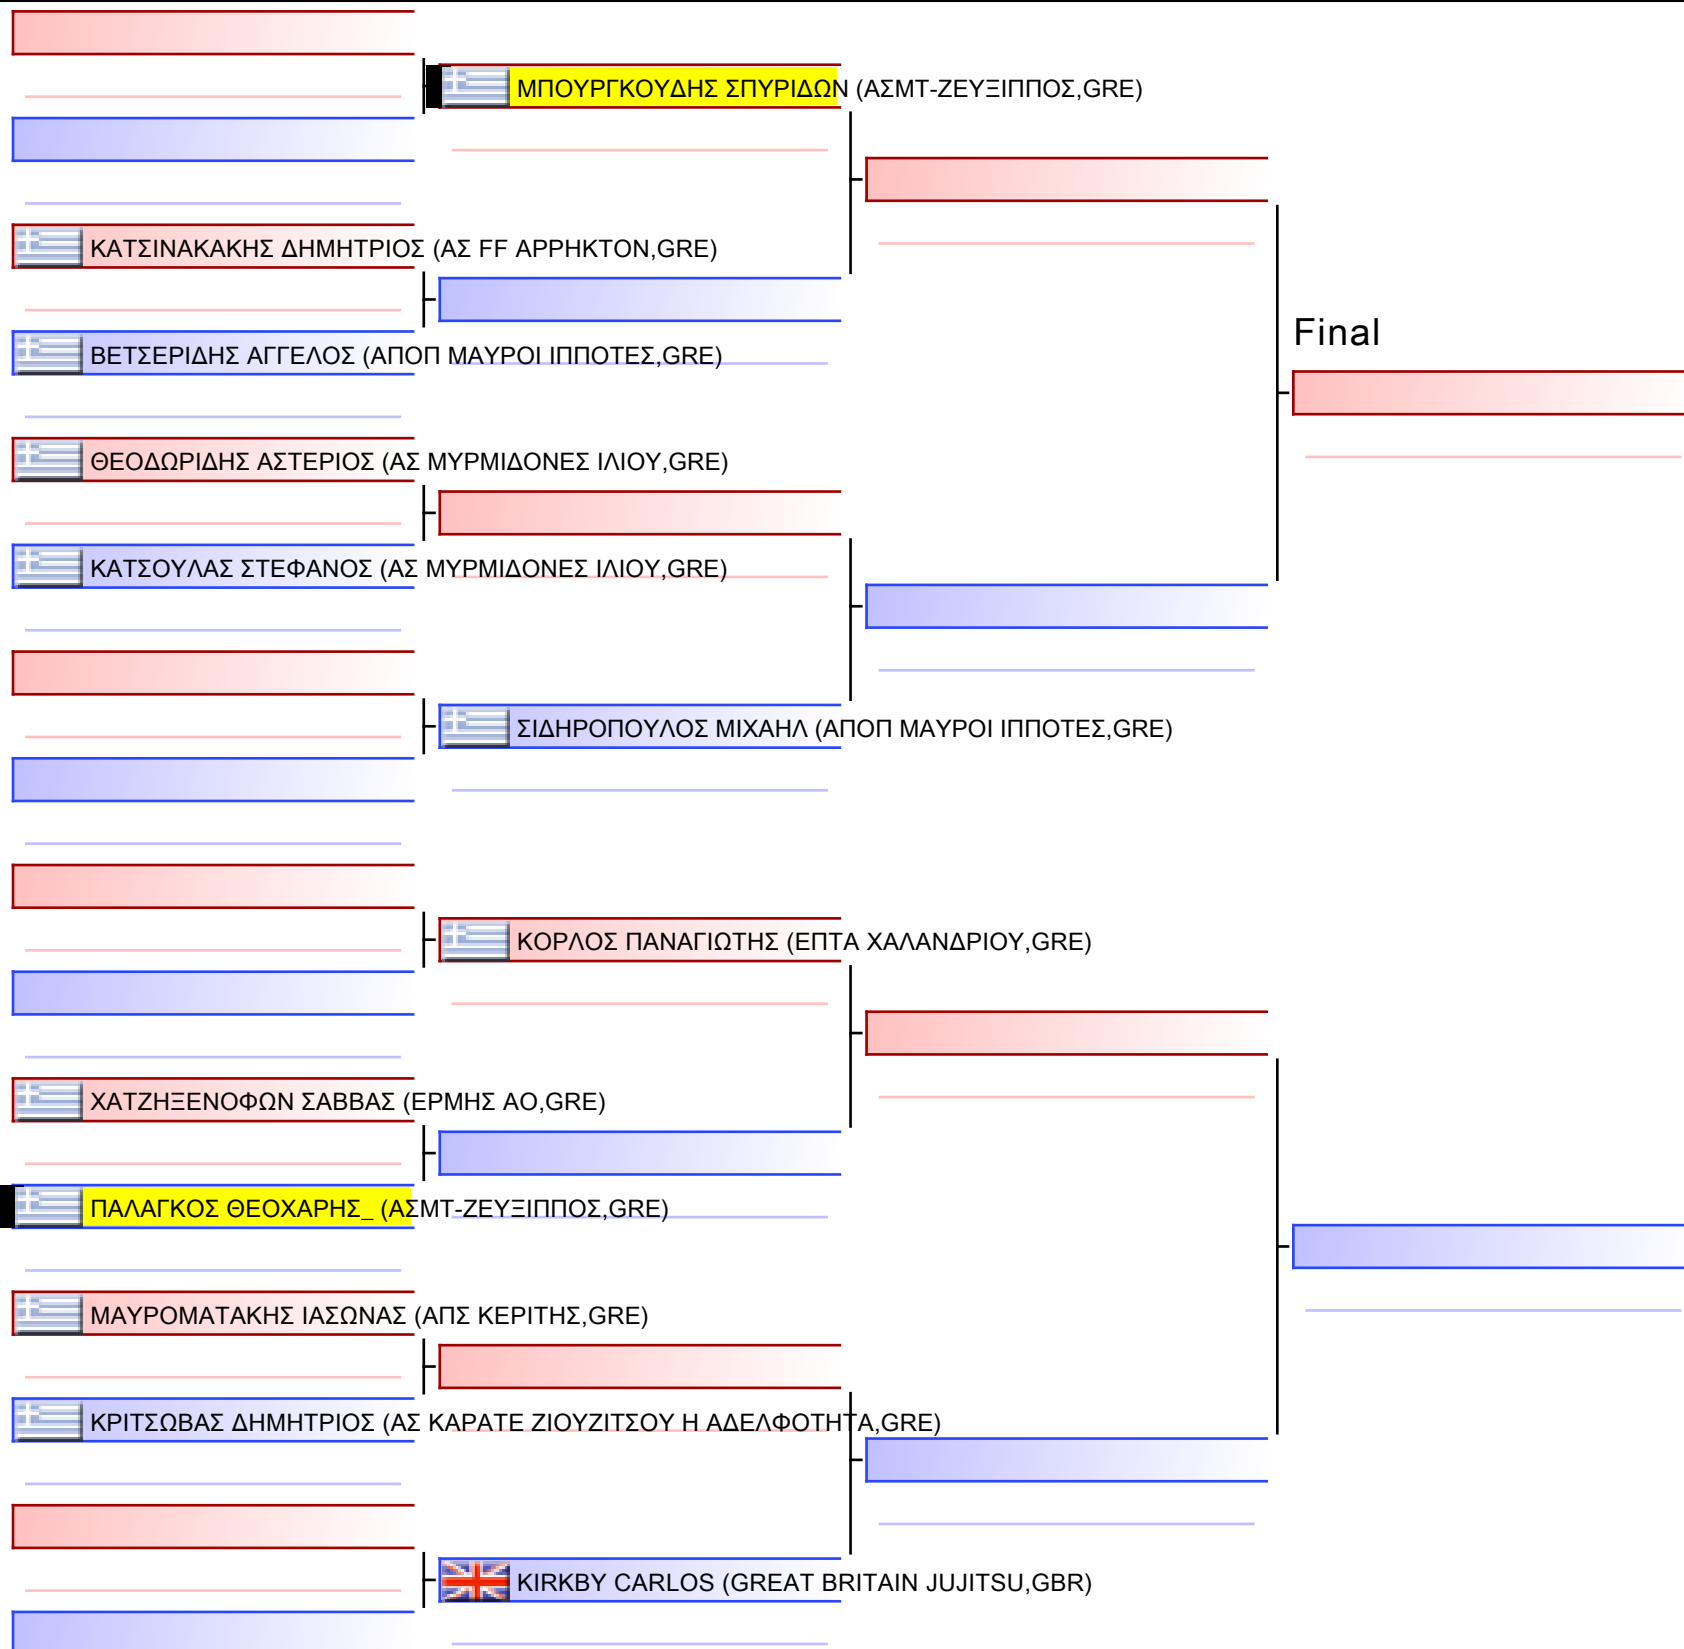 ΜΠΟΥΡΓΚΟΥΔΗΣ ΣΠΥΡΙΔΩΝ (ΑΣΜΤ-ΖΕΥΞΙΠΠΟΣ,GRE)
ΚΑΤΣΙΝΑΚΑΚΗΣ ΔΗΜΗΤΡΙΟΣ (ΑΣ FF ΑΡΡΗΚΤΟΝ,GRE)
Final
ΒΕΤΣΕΡΙΔΗΣ ΑΓΓΕΛΟΣ (ΑΠΟΠ ΜΑΥΡΟΙ ΙΠΠΟΤΕΣ,GRE)
ΘΕΟΔΩΡΙΔΗΣ ΑΣΤΕΡΙΟΣ (ΑΣ ΜΥΡΜΙΔΟΝΕΣ ΙΛΙΟΥ,GRE)
ΚΑΤΣΟΥΛΑΣ ΣΤΕΦΑΝΟΣ (ΑΣ ΜΥΡΜΙΔΟΝΕΣ ΙΛΙΟΥ,GRE)
ΣΙΔΗΡΟΠΟΥΛΟΣ ΜΙΧΑΗΛ (ΑΠΟΠ ΜΑΥΡΟΙ ΙΠΠΟΤΕΣ,GRE)
ΚΟΡΛΟΣ ΠΑΝΑΓΙΩΤΗΣ (ΕΠΤΑ ΧΑΛΑΝΔΡΙΟΥ,GRE)
ΧΑΤΖΗΞΕΝΟΦΩΝ ΣΑΒΒΑΣ (ΕΡΜΗΣ ΑΟ,GRE)
ΠΑΛΑΓΚΟΣ ΘΕΟΧΑΡΗΣ_ (ΑΣΜΤ-ΖΕΥΞΙΠΠΟΣ,GRE)
ΜΑΥΡΟΜΑΤΑΚΗΣ ΙΑΣΩΝΑΣ (ΑΠΣ ΚΕΡΙΤΗΣ,GRE)
ΚΡΙΤΣΩΒΑΣ ΔΗΜΗΤΡΙΟΣ (ΑΣ ΚΑΡΑΤΕ ΖΙΟΥΖΙΤΣΟΥ Η ΑΔΕΛΦΟΤΗΤΑ,GRE)
KIRKBY CARLOS (GREAT BRITAIN JUJITSU,GBR)